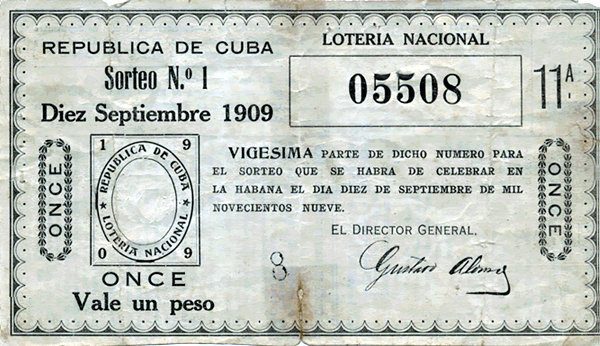 REPUBLICA DE CUBA
Sorteo N.º 1
Diez Septiembre 1909
LOTERIA NACIONAL
05508
11A
ONCE
1 9
REPUBLICA DE CUBA
LOTERIA NACIONAL
0 9
ONCE
Vale un peso
VIGESIMA PARTE DE DICHO NUMERO PARA
EL SORTEO QUE SE HABRA DE CELEBRAR EN
LA HABANA EL DIA DIEZ DE SEPTIEMBRE DE MIL
NOVECIENTOS NUEVE.
EL DIRECTOR GENERAL.
8
Gustavo Alonso
ONCE